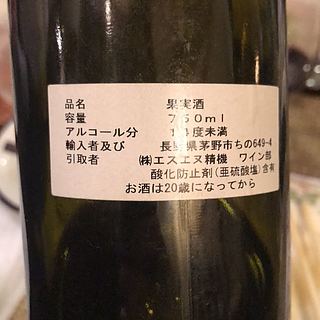 品名 果実酒
容量 750ml
アルコール分 14度未満
輸入者及び 長野県茅野市ちの649-4
引取者 ㈱エスエヌ精機 ワイン部
酸化防止剤(亜硫酸塩)含有
お酒は20歳になってから